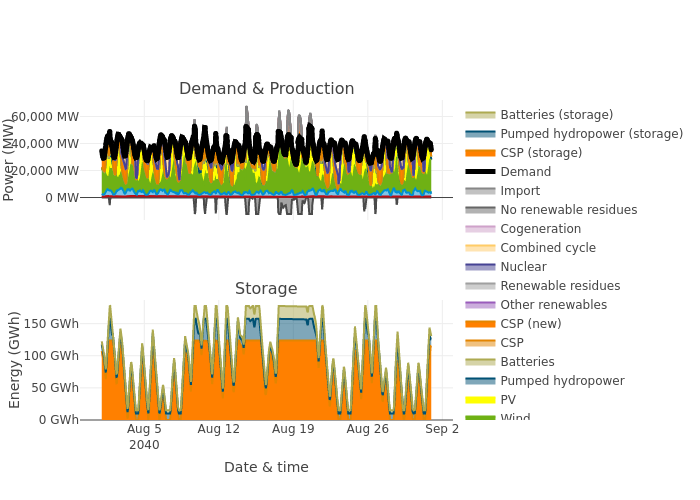 Demand & Production
60,000 MW
40,000 MW
20,000 MW
0 MW
Power (MW)
Storage
150 GWh
100 GWh
50 GWh
0 GWh
Energy (GWh)
Aug 5
2040
Aug 12
Aug 19
Aug 26
Sep 2
Date & time
Batteries (storage)
Pumped hydropower (storage)
CSP (storage)
Demand
Import
No renewable residues
Cogeneration
Combined cycle
Nuclear
Renewable residues
Other renewables
CSP (new)
CSP
Batteries
Pumped hydropower
PV
Wind